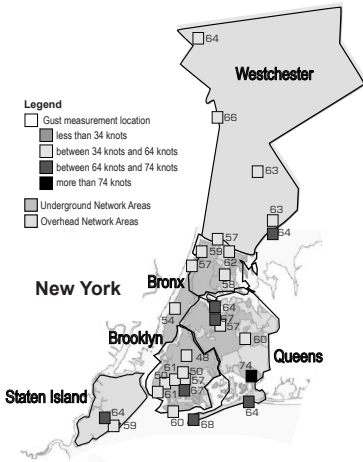 64
Westchester
Legend
Gust measurement location
less than 34 knots
between 34 knots and 64 knots
between 64 knots and 74 knots
more than 74 knots
Underground Network Areas
Overhead Network Areas
66
63
63
64
57
59
62
57
58
Bronx
New York
54
64
67
57
Brooklyn
60
48
Queens
61
50
50
57
74
61
67
Staten Island
64
59
60
68
64